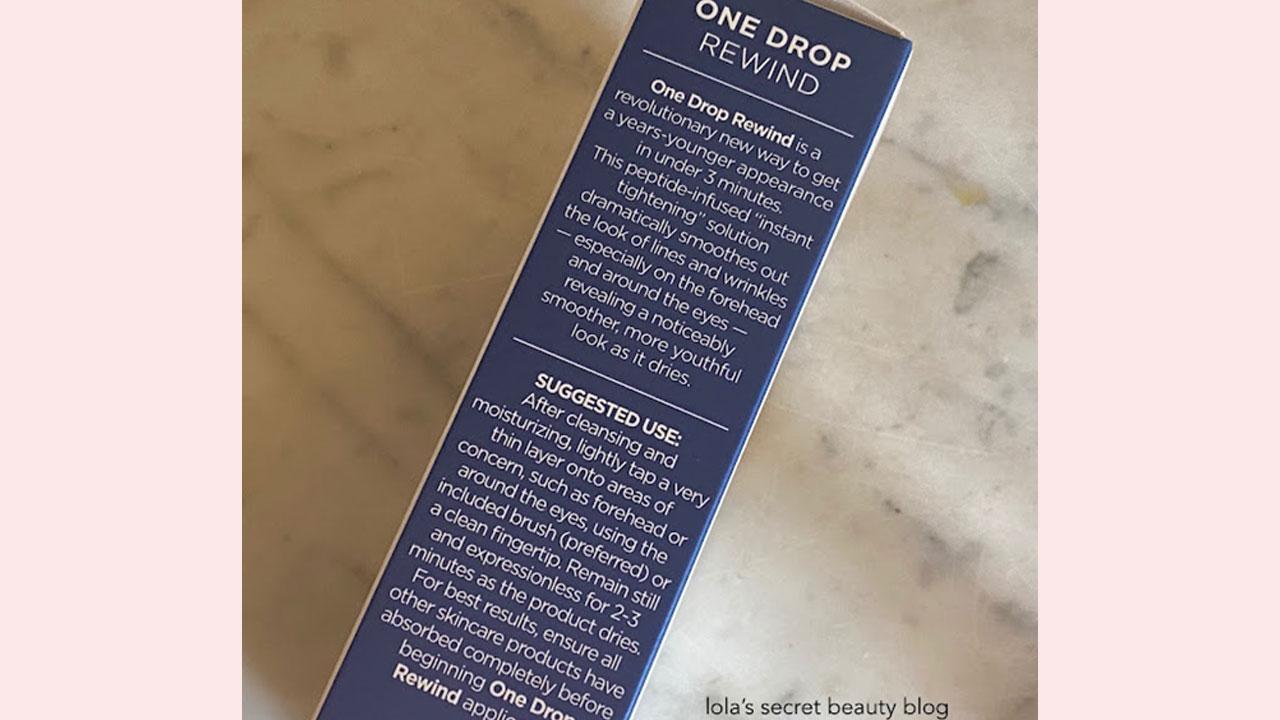 ONE DROP
REWIND
One Drop Rewind is a
revolutionary new way to get
a years-younger appearance
in under 3 minutes.
This peptide-infused “instant
tightening” solution
dramatically smoothes out
the look of lines and wrinkles
— especially on the forehead
and around the eyes —
revealing a noticeably
smoother, more youthful
look as it dries.
SUGGESTED USE:
After cleansing and
moisturizing, lightly tap a very
thin layer onto areas of
concern, such as forehead or
around the eyes, using the
included brush (preferred) or
a clean fingertip. Remain still
and expressionless for 2-3
minutes as the product dries.
For best results, ensure all
other skincare products have
absorbed completely before
beginning One Drop
Rewind
lola's secret beauty blog